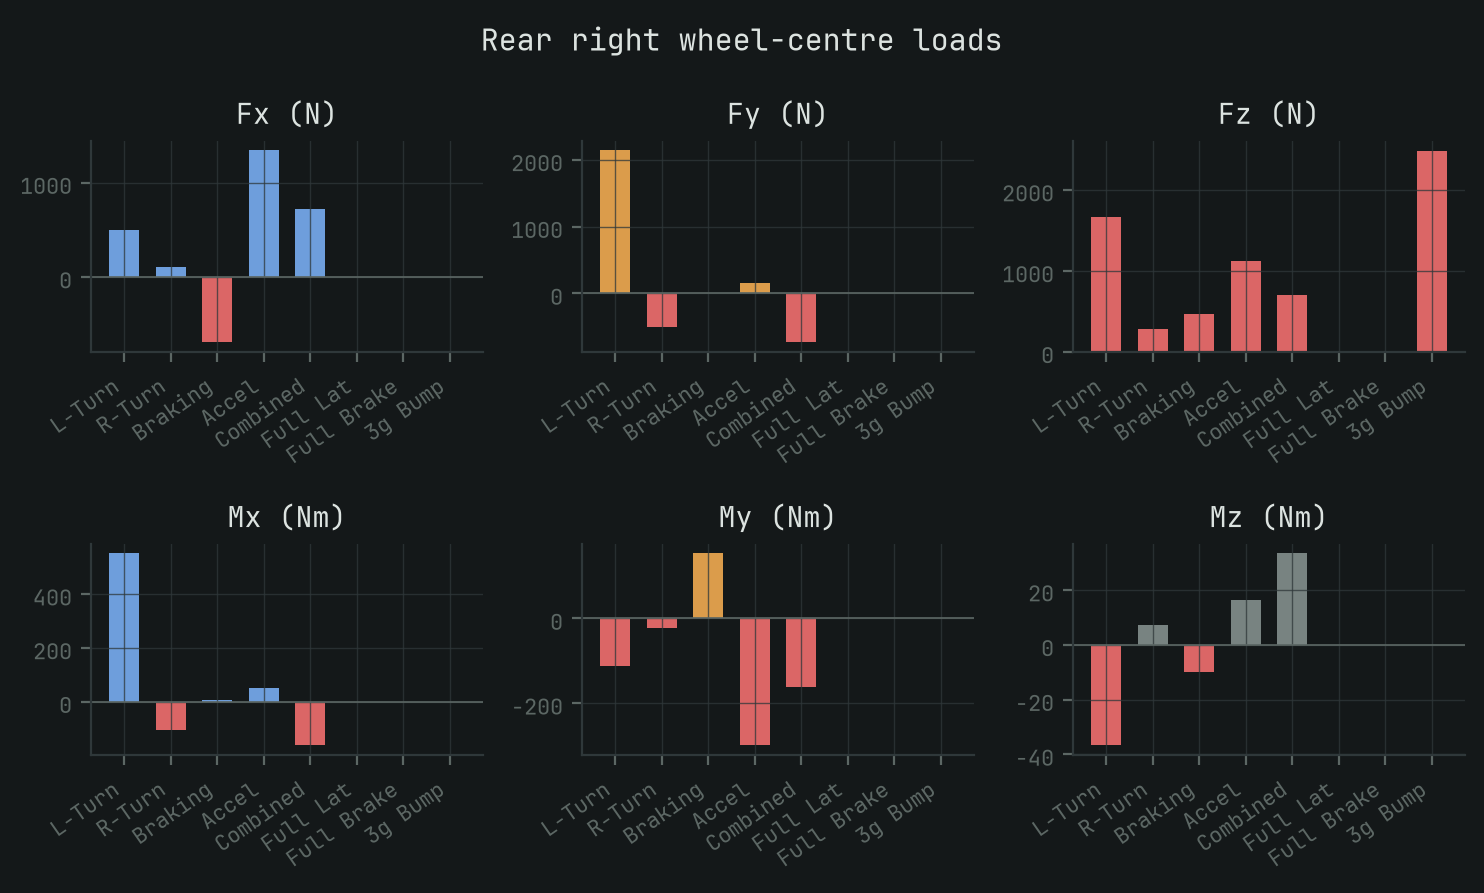 Rear right wheel-centre loads
Fx (N)
1000
0
L-Turn
R-Turn
Braking
Accel
Combined
Full Lat
Full Brake
3g Bump
Fy (N)
2000
1000
0
L-Turn
R-Turn
Braking
Accel
Combined
Full Lat
Full Brake
3g Bump
Fz (N)
2000
1000
0
L-Turn
R-Turn
Braking
Accel
Combined
Full Lat
Full Brake
3g Bump
Mx (Nm)
400
200
0
L-Turn
R-Turn
Braking
Accel
Combined
Full Lat
Full Brake
3g Bump
My (Nm)
0
-200
L-Turn
R-Turn
Braking
Accel
Combined
Full Lat
Full Brake
3g Bump
Mz (Nm)
20
0
-20
-40
L-Turn
R-Turn
Braking
Accel
Combined
Full Lat
Full Brake
3g Bump